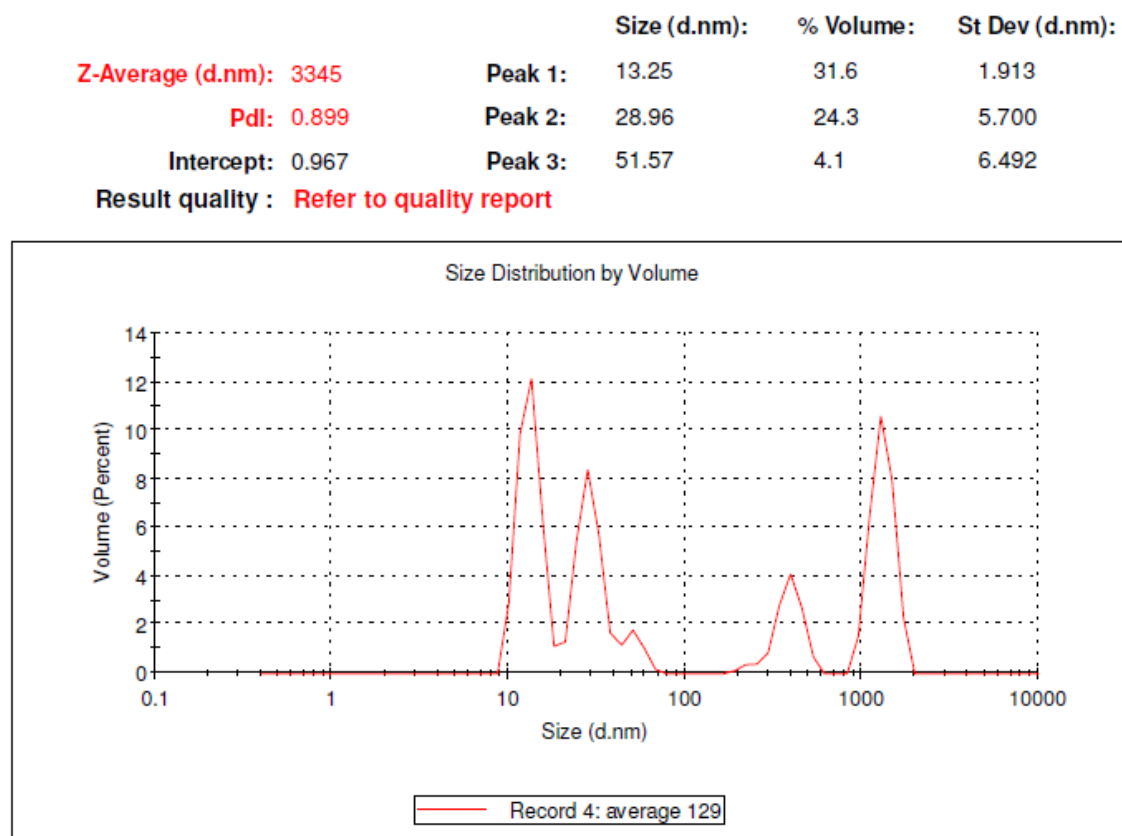 Size (d.nm): % Volume: St Dev (d.nm):
Z-Average (d.nm): 3345 Peak 1: 13.25 31.6 1.913
PdI: 0.899 Peak 2: 28.96 24.3 5.700
Intercept: 0.967 Peak 3: 51.57 4.1 6.492
Result quality : Refer to quality report
Size Distribution by Volume
Volume (Percent)
14
12
10
8
6
4
2
0
0.1 1 10 100 1000 10000
Size (d.nm)
Record 4: average 129